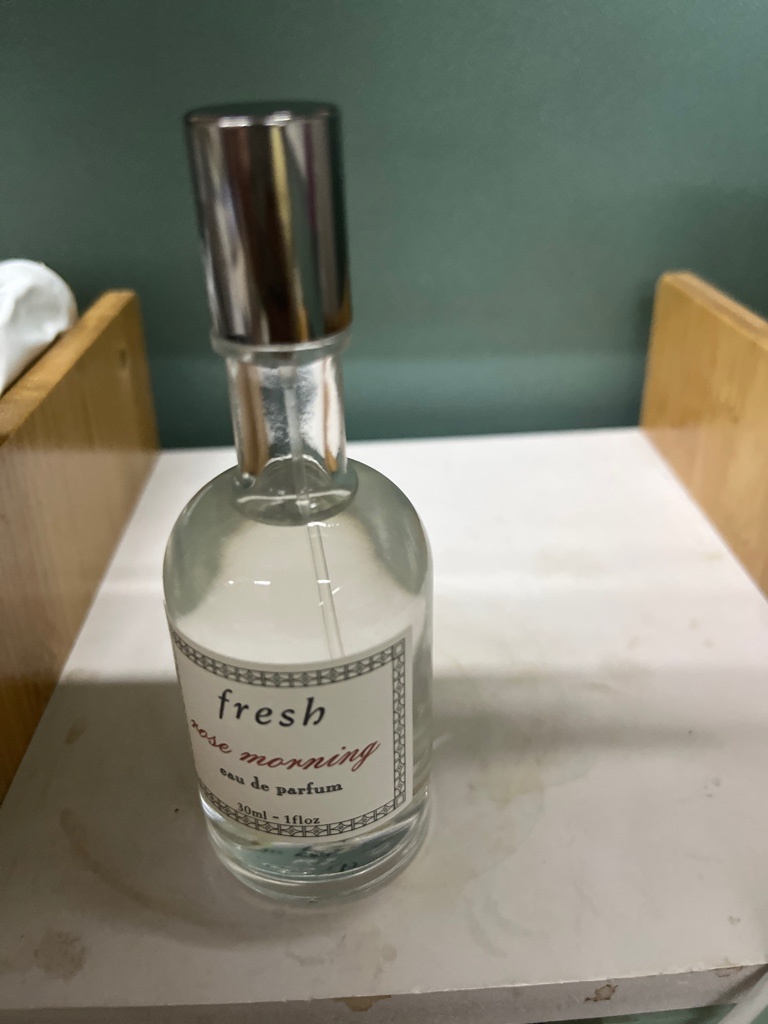 fresh
rose morning
eau de parfum
30ml - 1floz